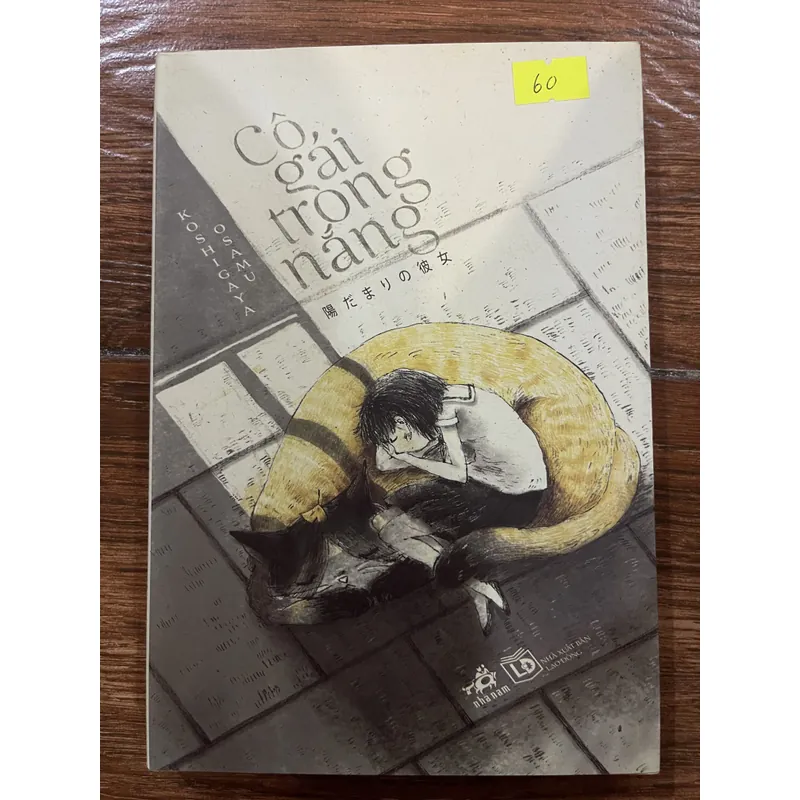 60
Cô
gái
trong
nắng
陽だまりの彼女
KOSHIGAYA
OSAMU
nhã nam
LĐ
NHÀ XUẤT BẢN
LAO ĐỘNG